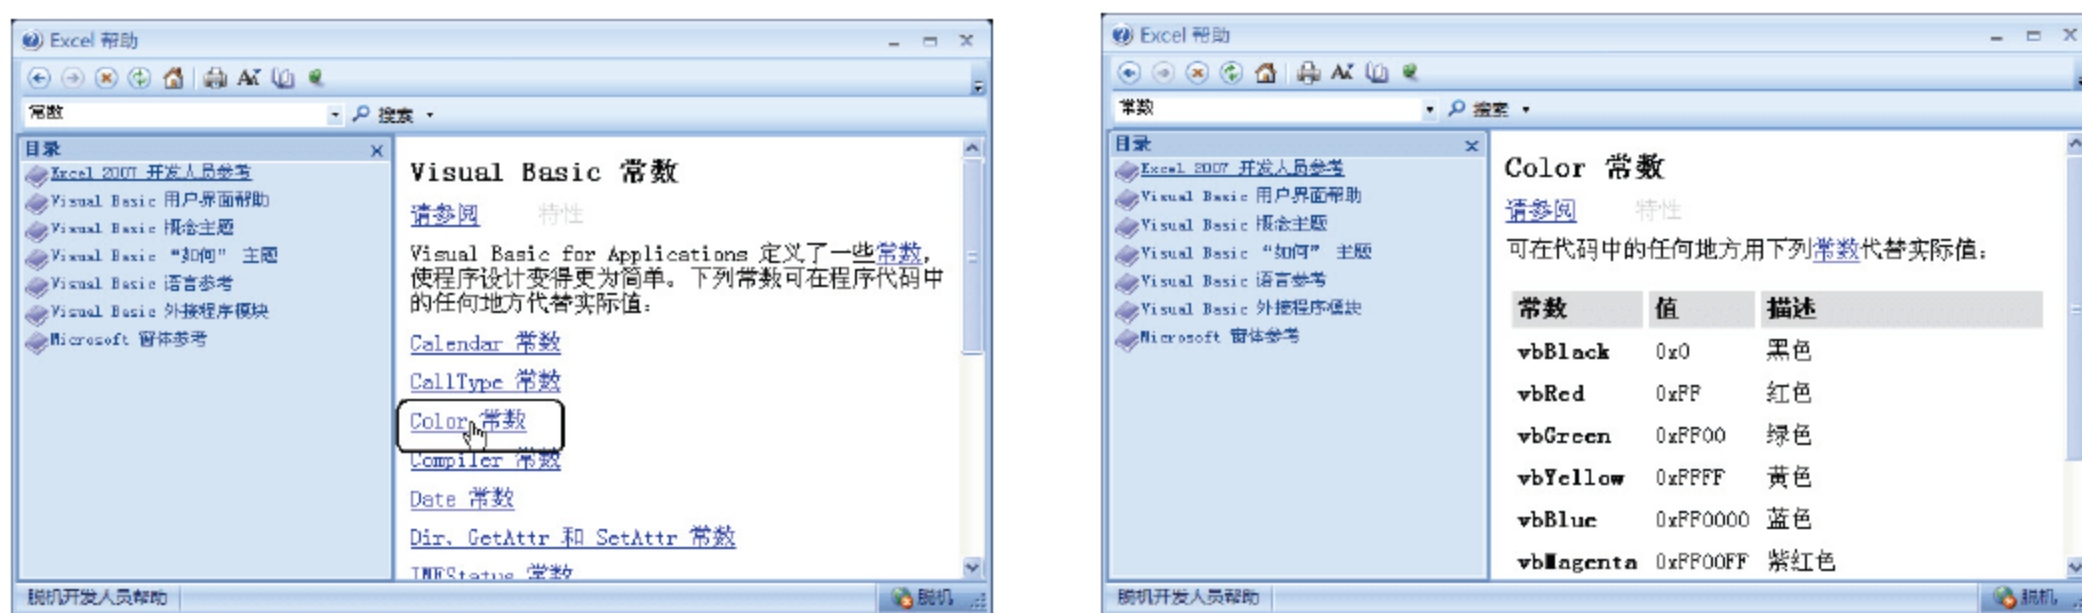 Excel 帮助
常数
搜索
目录
Excel 2007 开发人员参考
Visual Basic 用户界面帮助
Visual Basic 概念主题
Visual Basic “如何” 主题
Visual Basic 语言参考
Visual Basic 外接程序模块
Microsoft 窗体参考
Visual Basic 常数
请参阅 特性
Visual Basic for Applications 定义了一些常数,
使程序设计变得更为简单。下列常数可在程序代码中
的任何地方代替实际值:
Calendar 常数
CallType 常数
Color 常数
Compiler 常数
Date 常数
Dir、GetAttr 和 SetAttr 常数
IMEStatus 常数
脱机开发人员帮助
脱机
Excel 帮助
常数
搜索
目录
Excel 2007 开发人员参考
Visual Basic 用户界面帮助
Visual Basic 概念主题
Visual Basic “如何” 主题
Visual Basic 语言参考
Visual Basic 外接程序模块
Microsoft 窗体参考
Color 常数
请参阅 特性
可在代码中的任何地方用下列常数代替实际值:
常数 值 描述
vbBlack 0x0 黑色
vbRed 0xFF 红色
vbGreen 0xFF00 绿色
vbYellow 0xFFFF 黄色
vbBlue 0xFF0000 蓝色
vbMagenta 0xFF00FF 紫红色
脱机开发人员帮助
脱机